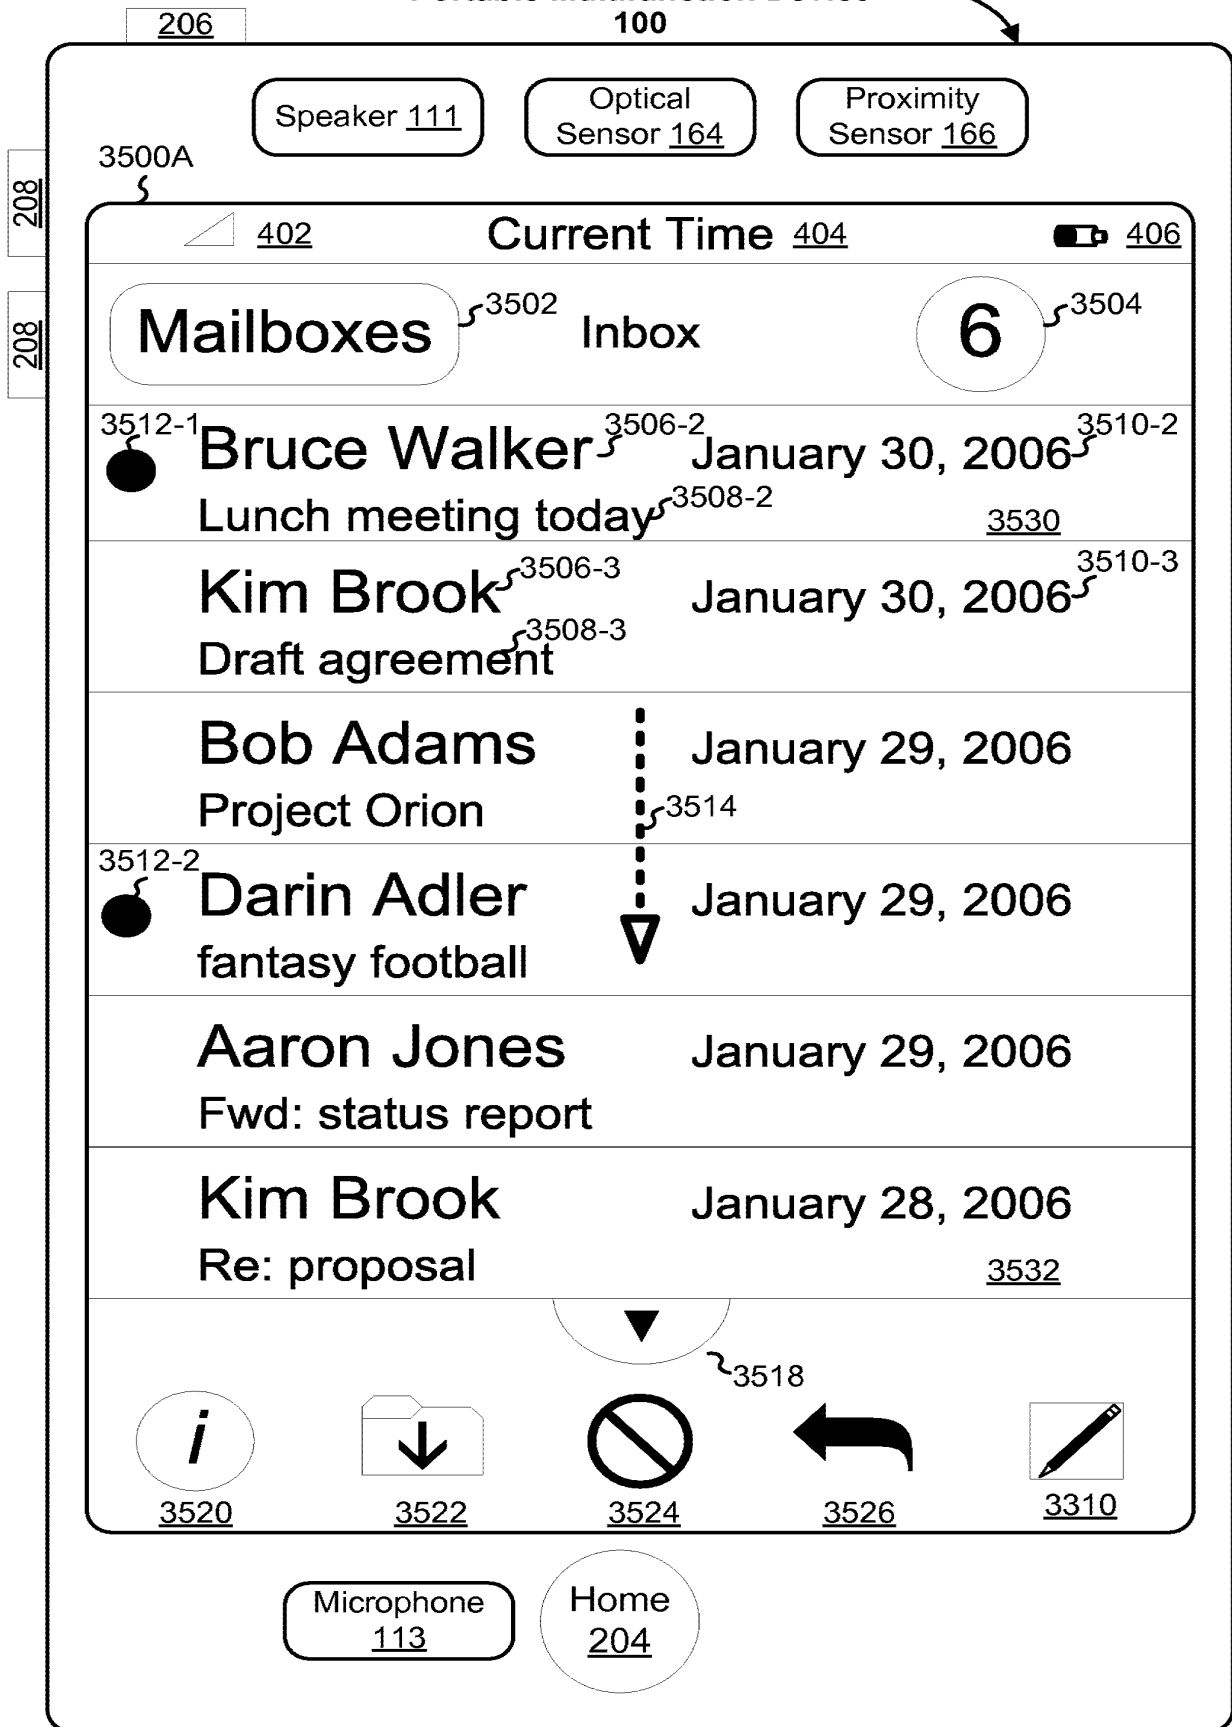 100
206
Speaker 111
Optical
Sensor 164
Proximity
Sensor 166
3500A
208
402
Current Time 404
406
208
Mailboxes
3502
Inbox
6
3504
3512-1
Bruce Walker
3506-2
January 30, 2006
3510-2
Lunch meeting today
3508-2
3530
Kim Brook
3506-3
January 30, 2006
3510-3
Draft agreement
3508-3
Bob Adams
January 29, 2006
Project Orion
3514
3512-2
Darin Adler
January 29, 2006
fantasy football
Aaron Jones
January 29, 2006
Fwd: status report
Kim Brook
January 28, 2006
Re: proposal
3532
3518
i
3520
3522
3524
3526
3310
Microphone
113
Home
204